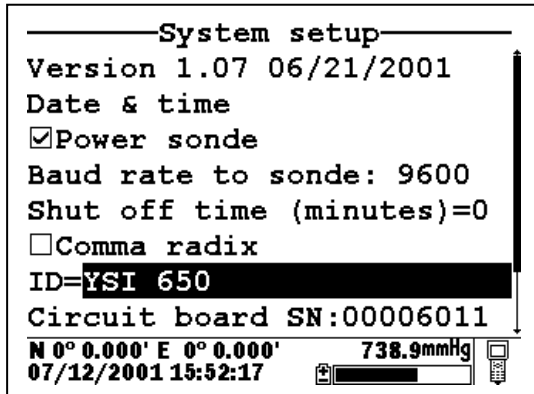 System setup
Version 1.07 06/21/2001
Date & time
☑Power sonde
Baud rate to sonde: 9600
Shut off time (minutes)=0
☐Comma radix
ID=YSI 650
Circuit board SN:00006011
N 0° 0.000' E 0° 0.000' 738.9mmHg
07/12/2001 15:52:17